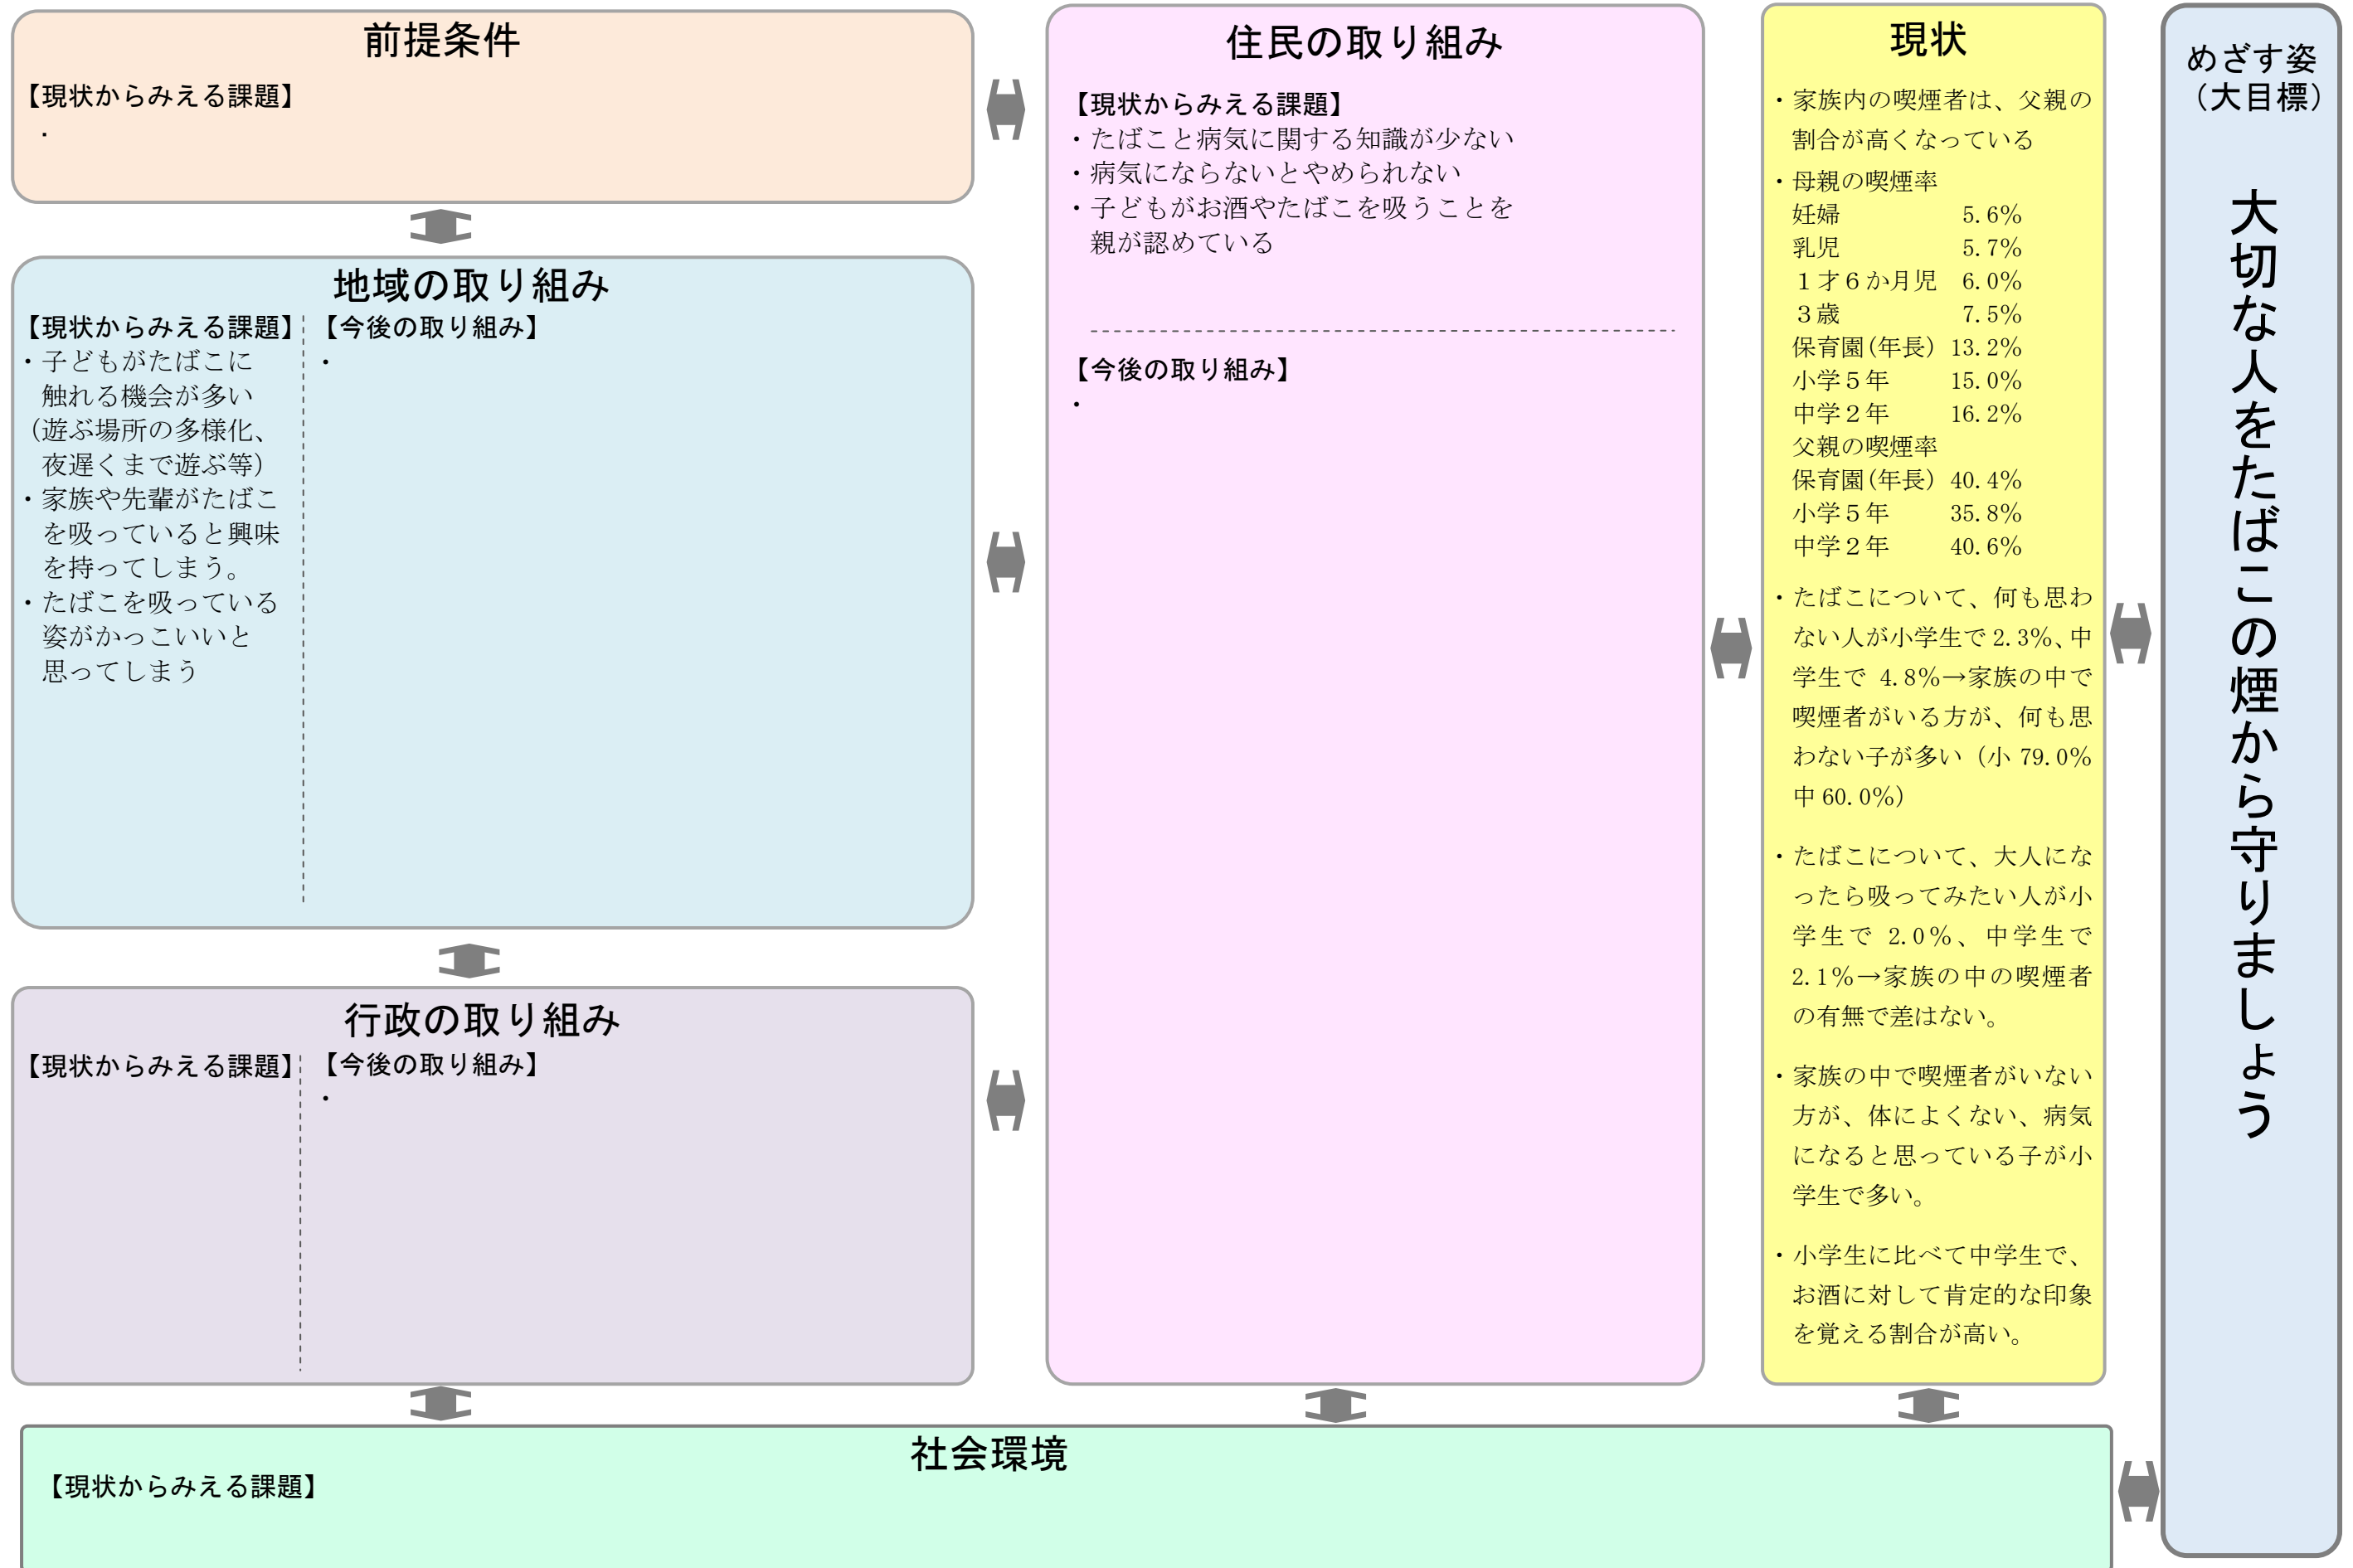 前提条件
【現状からみえる課題】
・
地域の取り組み
【現状からみえる課題】
・子どもがたばこに
触れる機会が多い
(遊ぶ場所の多様化、
夜遅くまで遊ぶ等)
・家族や先輩がたばこ
を吸っていると興味
を持ってしまう。
・たばこを吸っている
姿がかっこいいと
思ってしまう
【今後の取り組み】
・
行政の取り組み
【現状からみえる課題】
【今後の取り組み】
・
住民の取り組み
【現状からみえる課題】
・たばこと病気に関する知識が少ない
・病気にならないとやめられない
・子どもがお酒やたばこを吸うことを
親が認めている
【今後の取り組み】
・
現状
・家族内の喫煙者は、父親の
割合が高くなっている
・母親の喫煙率
妊婦 5.6%
乳児 5.7%
１才６か月児 6.0%
３歳 7.5%
保育園(年長) 13.2%
小学５年 15.0%
中学２年 16.2%
父親の喫煙率
保育園(年長) 40.4%
小学５年 35.8%
中学２年 40.6%
・たばこについて、何も思わ
ない人が小学生で 2.3%、中
学生で 4.8%→家族の中で
喫煙者がいる方が、何も思
わない子が多い（小 79.0%
中 60.0%）
・たばこについて、大人にな
ったら吸ってみたい人が小
学生で 2.0%、中学生で
2.1%→家族の中の喫煙者
の有無で差はない。
・家族の中で喫煙者がいない
方が、体によくない、病気
になると思っている子が小
学生で多い。
・小学生に比べて中学生で、
お酒に対して肯定的な印象
を覚える割合が高い。
めざす姿
（大目標）
大切な人をたばこの煙から守りましょう
社会環境
【現状からみえる課題】